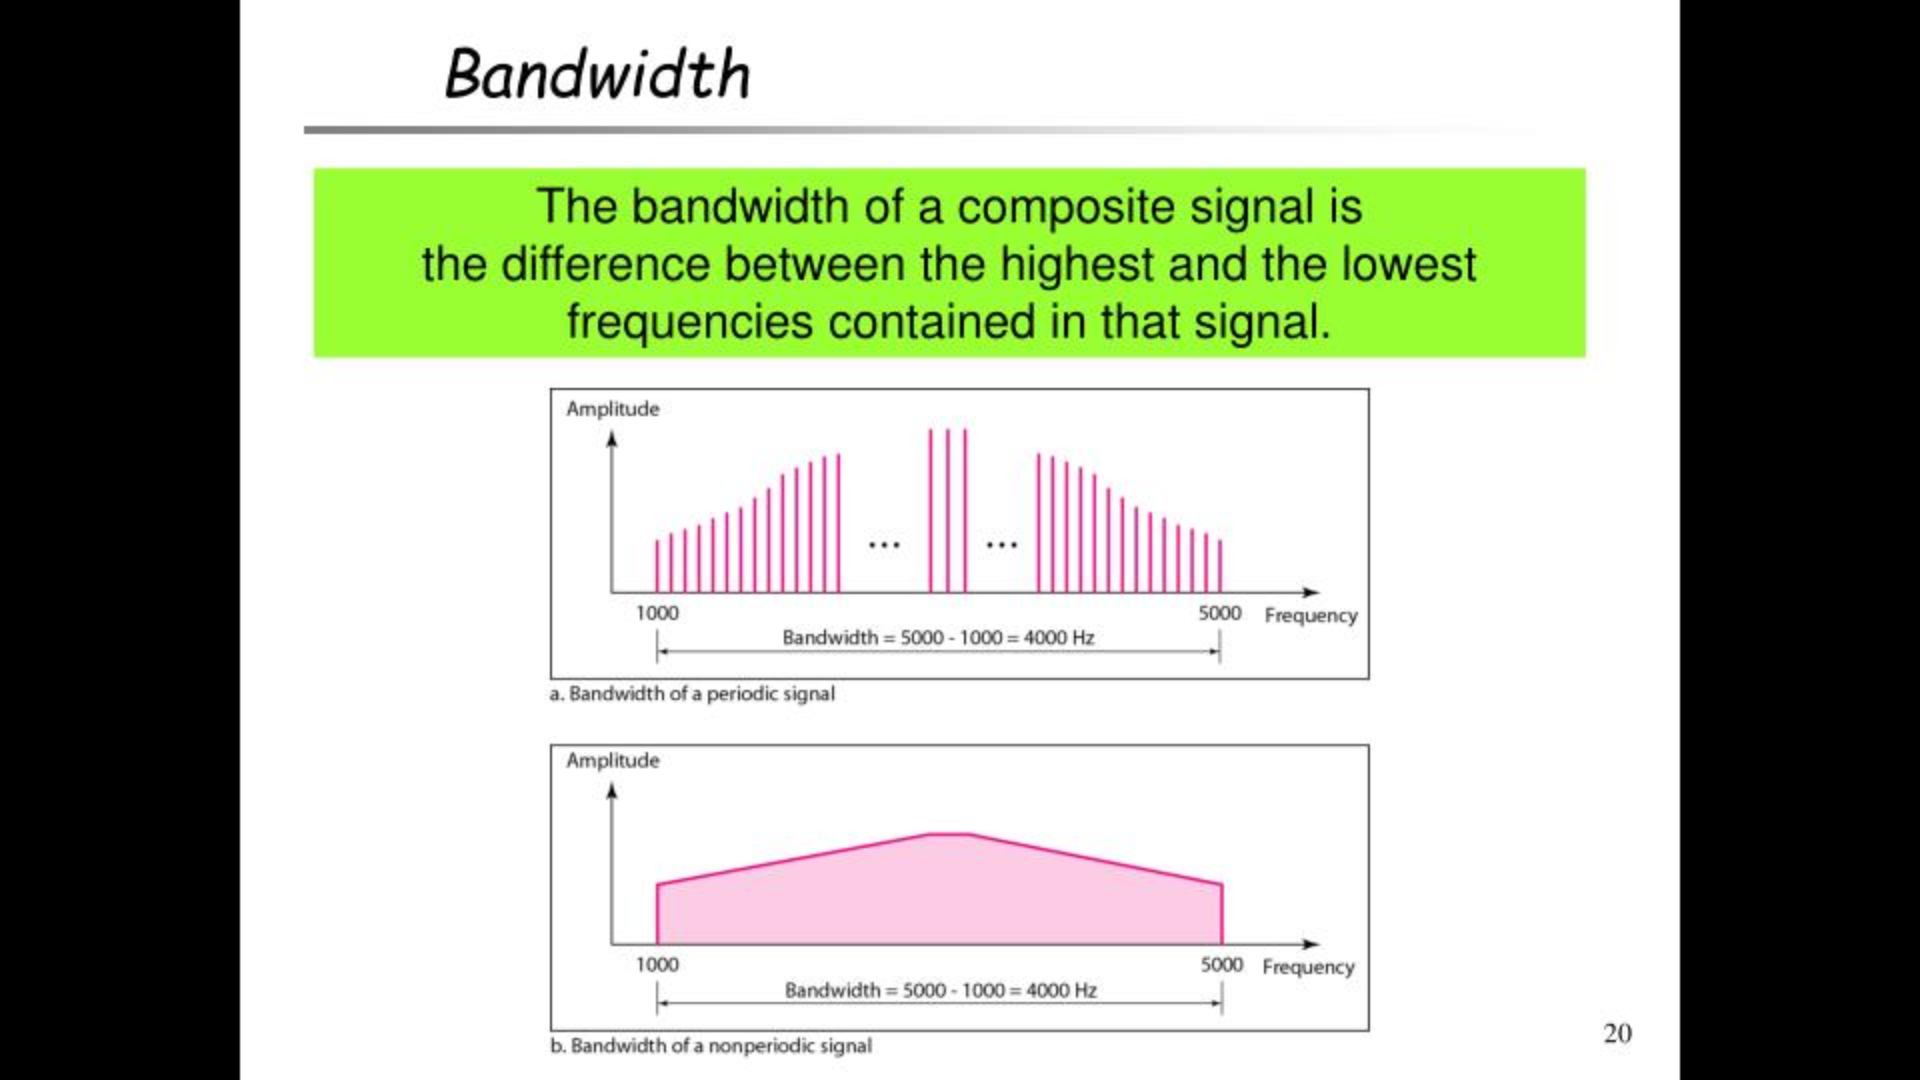 Bandwidth
The bandwidth of a composite signal is
the difference between the highest and the lowest
frequencies contained in that signal.
Amplitude
... ...
1000 5000 Frequency
Bandwidth = 5000 - 1000 = 4000 Hz
a. Bandwidth of a periodic signal
Amplitude
1000 5000 Frequency
Bandwidth = 5000 - 1000 = 4000 Hz
b. Bandwidth of a nonperiodic signal
20